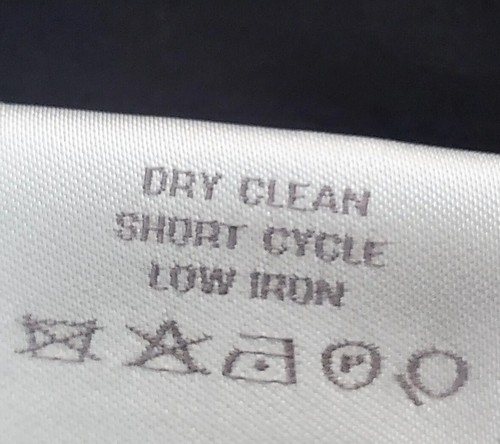 DRY CLEAN
SHORT CYCLE
LOW IRON
P